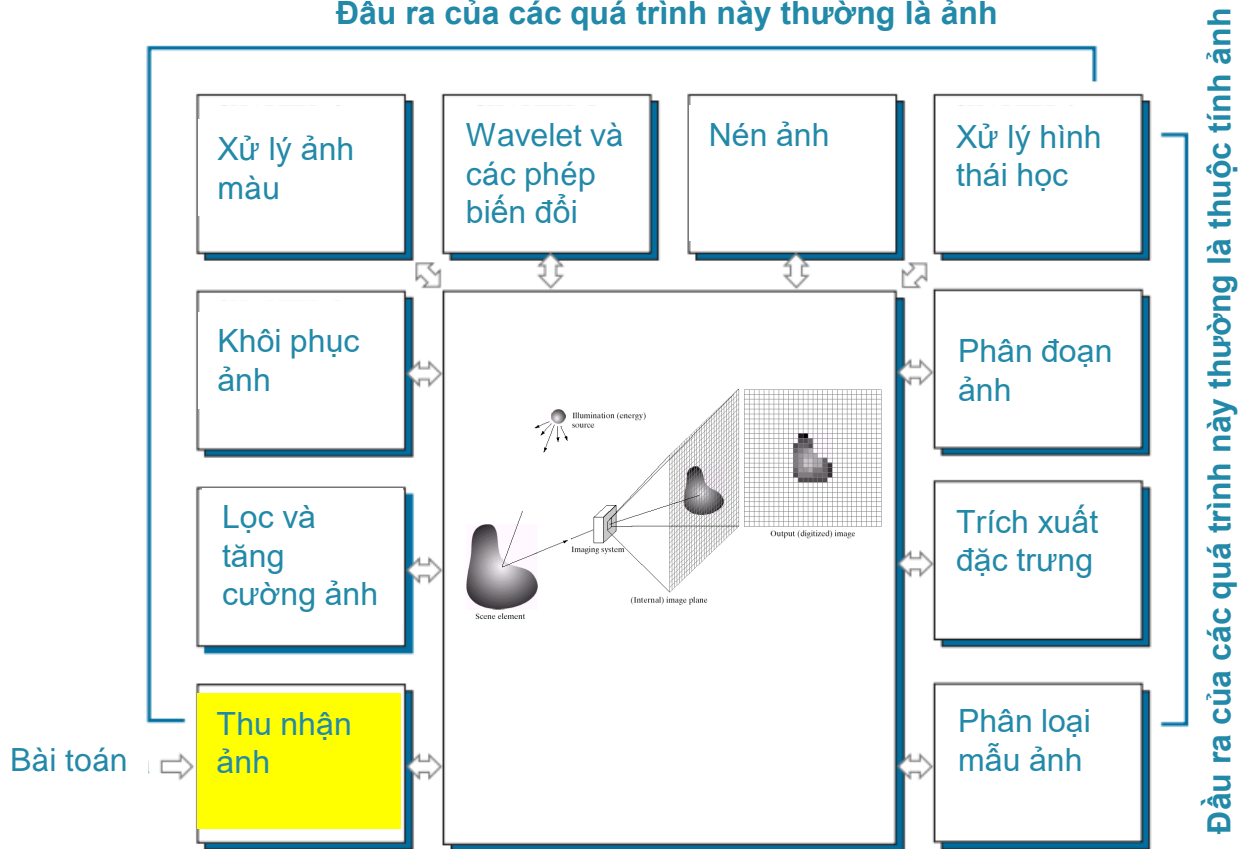 Đầu ra của các quá trình này thường là ảnh
Đầu ra của các quá trình này thường là thuộc tính ảnh
Xử lý ảnh
màu
Wavelet và
các phép
biến đổi
Nén ảnh
Xử lý hình
thái học
Khôi phục
ảnh
Phân đoạn
ảnh
Lọc và
tăng
cường ảnh
Trích xuất
đặc trưng
Bài toán
Thu nhận
ảnh
Phân loại
mẫu ảnh
Illumination (energy)
source
Imaging system
Output (digitized) image
(Internal) image plane
Scene element